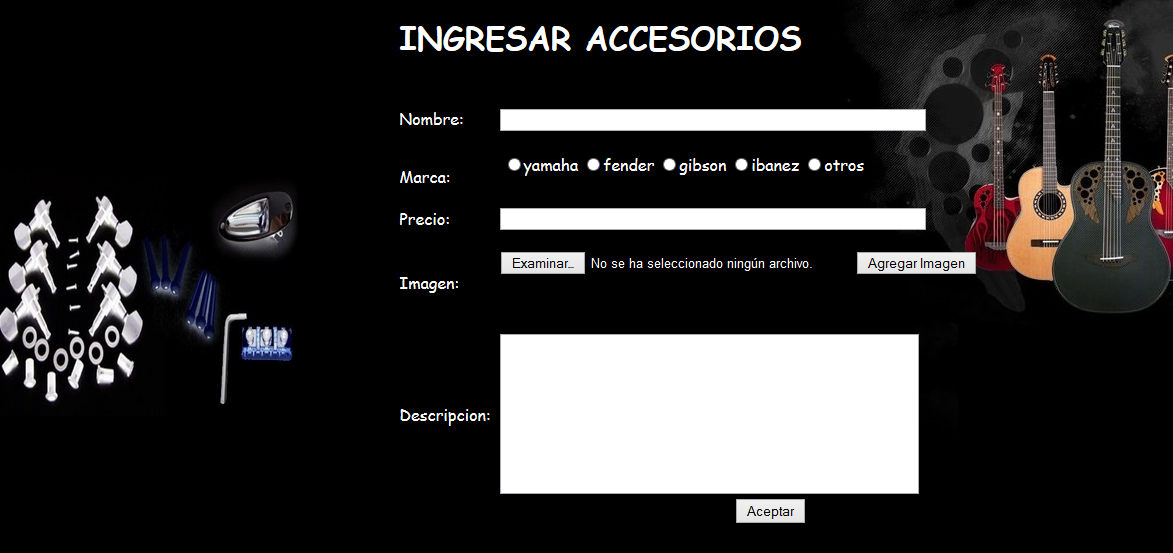 INGRESAR ACCESORIOS
Nombre:
Marca: yamaha fender gibson ibanez otros
Precio:
Imagen: Examinar... No se ha seleccionado ningún archivo. Agregar Imagen
Descripcion:
Aceptar